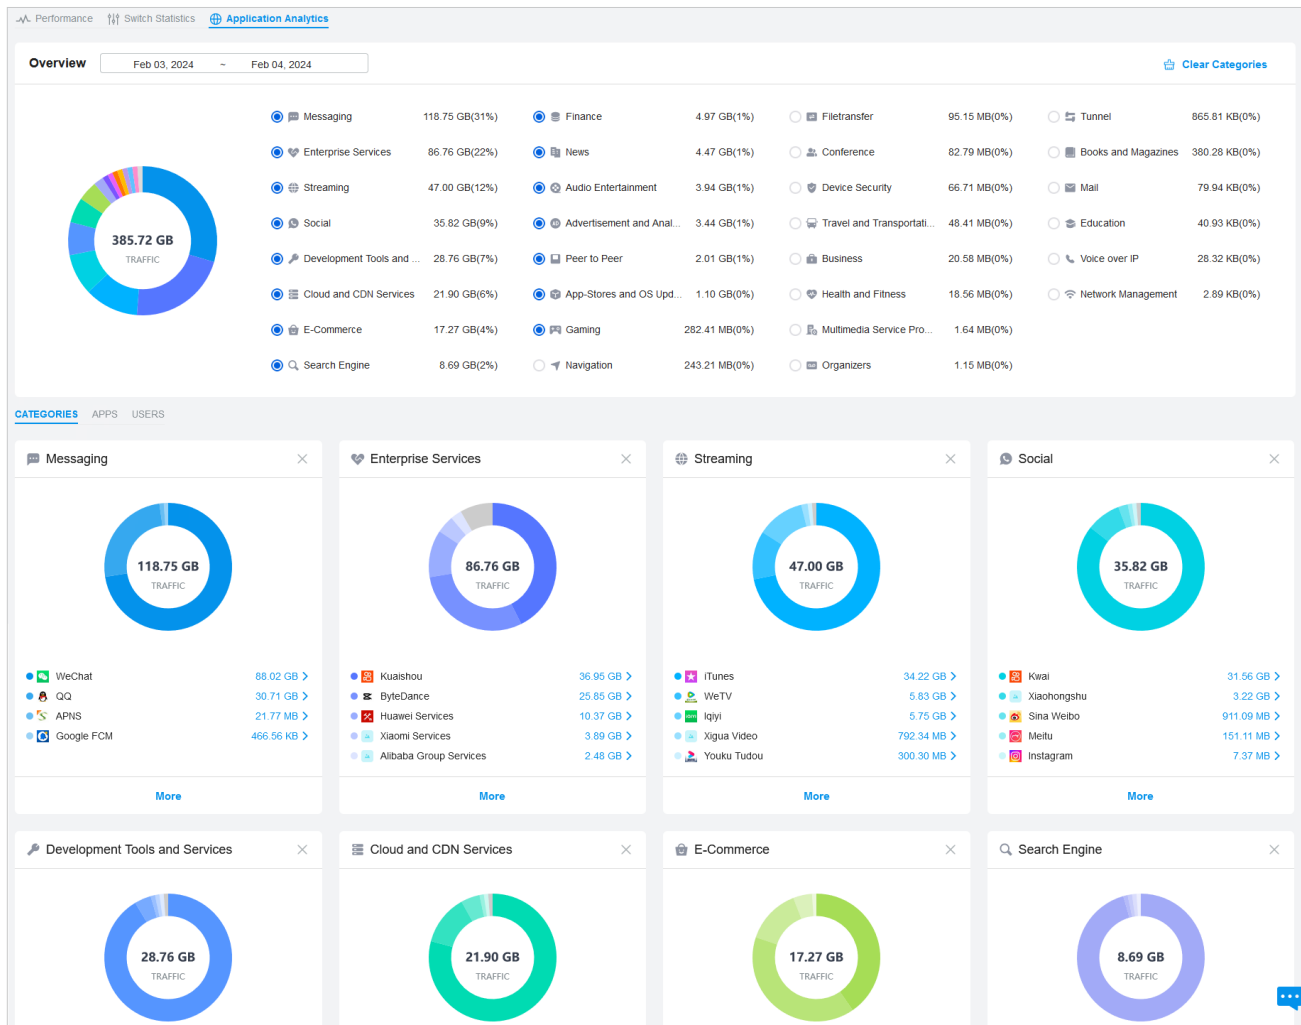 Performance Switch Statistics Application Analytics
Overview Feb 03, 2024 ~ Feb 04, 2024 Clear Categories
Messaging 118.75 GB(31%) Finance 4.97 GB(1%) Filetransfer 95.15 MB(0%) Tunnel 865.81 KB(0%)
Enterprise Services 86.76 GB(22%) News 4.47 GB(1%) Conference 82.79 MB(0%) Books and Magazines 380.28 KB(0%)
Streaming 47.00 GB(12%) Audio Entertainment 3.94 GB(1%) Device Security 66.71 MB(0%) Mail 79.94 KB(0%)
Social 35.82 GB(9%) Advertisement and Anal... 3.44 GB(1%) Travel and Transportati... 48.41 MB(0%) Education 40.93 KB(0%)
Development Tools and ... 28.76 GB(7%) Peer to Peer 2.01 GB(1%) Business 20.58 MB(0%) Voice over IP 28.32 KB(0%)
Cloud and CDN Services 21.90 GB(6%) App-Stores and OS Upd... 1.10 GB(0%) Health and Fitness 18.56 MB(0%) Network Management 2.89 KB(0%)
E-Commerce 17.27 GB(4%) Gaming 282.41 MB(0%) Multimedia Service Pro... 1.64 MB(0%)
Search Engine 8.69 GB(2%) Navigation 243.21 MB(0%) Organizers 1.15 MB(0%)
385.72 GB
TRAFFIC
CATEGORIES APPS USERS
Messaging
118.75 GB
TRAFFIC
WeChat 88.02 GB
QQ 30.71 GB
APNS 21.77 MB
Google FCM 466.56 KB
More
Enterprise Services
86.76 GB
TRAFFIC
Kuaishou 36.95 GB
ByteDance 25.85 GB
Huawei Services 10.37 GB
Xiaomi Services 3.89 GB
Alibaba Group Services 2.48 GB
More
Streaming
47.00 GB
TRAFFIC
iTunes 34.22 GB
WeTV 5.83 GB
Iqiyi 5.75 GB
Xigua Video 792.34 MB
Youku Tudou 300.30 MB
More
Social
35.82 GB
TRAFFIC
Kwai 31.56 GB
Xiaohongshu 3.22 GB
Sina Weibo 911.09 MB
Meitu 151.11 MB
Instagram 7.37 MB
More
Development Tools and Services
28.76 GB
TRAFFIC
Cloud and CDN Services
21.90 GB
TRAFFIC
E-Commerce
17.27 GB
TRAFFIC
Search Engine
8.69 GB
TRAFFIC